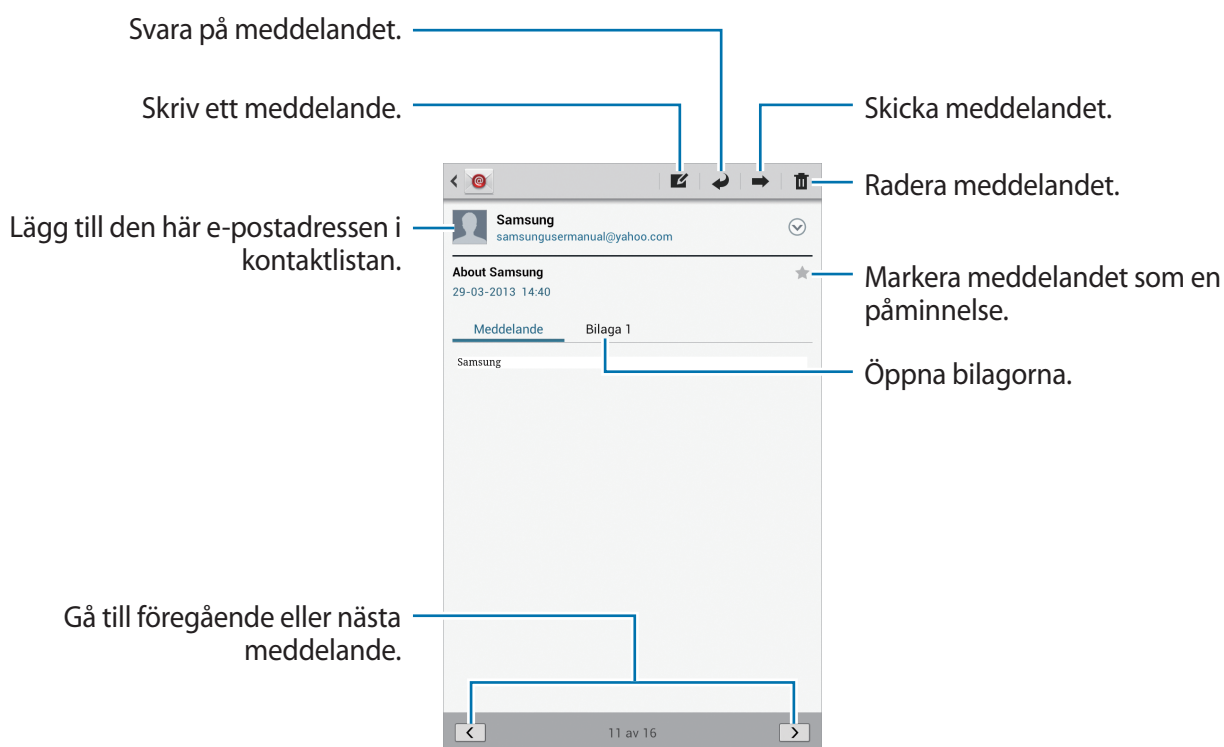 Svara på meddelandet.
Skriv ett meddelande.
Skicka meddelandet.
Radera meddelandet.
Samsung
samsungusermanual@yahoo.com
Lägg till den här e-postadressen i
kontaktlistan.
About Samsung
29-03-2013 14:40
Markera meddelandet som en
påminnelse.
Meddelande Bilaga 1
Samsung
Öppna bilagorna.
Gå till föregående eller nästa
meddelande.
11 av 16